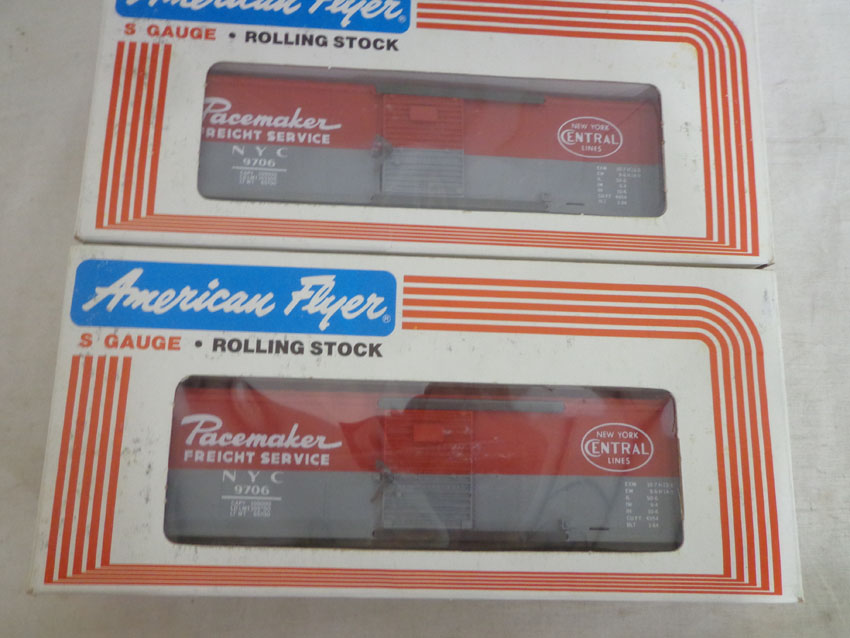 American Flyer®
S GAUGE • ROLLING STOCK
Pacemaker
FREIGHT SERVICE
NYC
9706
NEW YORK
CENTRAL
LINES
American Flyer®
S GAUGE • ROLLING STOCK
Pacemaker
FREIGHT SERVICE
NYC
9706
NEW YORK
CENTRAL
LINES